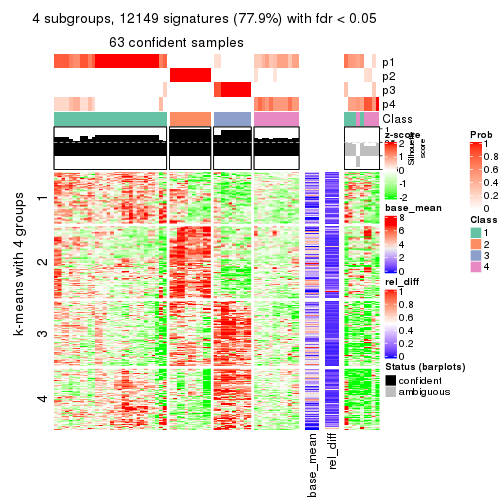 4 subgroups, 12149 signatures (77.9%) with fdr < 0.05
63 confident samples
p1
p2
p3
p4
Class
1
Silhouette
score
k-means with 4 groups
1
2
3
4
base_mean
rel_diff
z-score
2
0
-2
base_mean
8
6
4
2
0
rel_diff
1
0.8
0.6
0.4
0.2
0
Status (barplots)
confident
ambiguous
Prob
1
0.8
0.6
0.4
0.2
0
Class
1
2
3
4